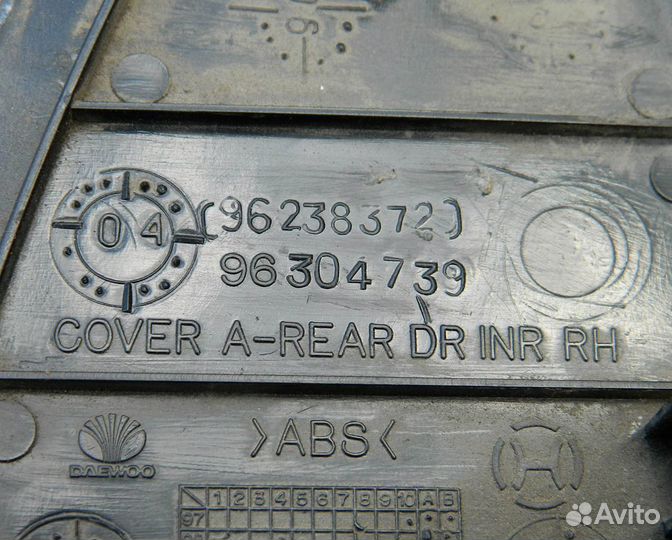 04
(96238372)
96304739
COVER A-REAR DR INR RH
DAEWOO
>ABS<
1 2 3 4 5 6 7 8 9 10 A B
97
Avito